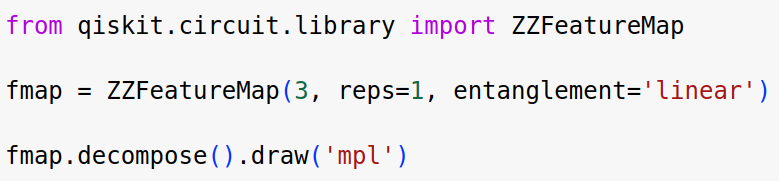 from qiskit.circuit.library import ZZFeatureMap
fmap = ZZFeatureMap(3, reps=1, entanglement='linear')
fmap.decompose().draw('mpl')